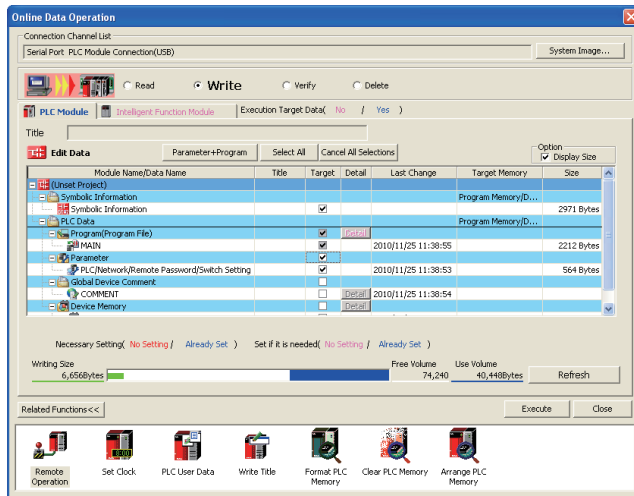 Online Data Operation
Connection Channel List
Serial Port PLC Module Connection(USB)
System Image...
Read
Write
Verify
Delete
PLC Module
Intelligent Function Module
Execution Target Data( No / Yes )
Title
Edit Data
Parameter+Program
Select All
Cancel All Selections
Option
Display Size
Module Name/Data Name Title Target Detail Last Change Target Memory Size
(Unset Project)
Symbolic Information Program Memory/D...
Symbolic Information 2971 Bytes
PLC Data Program Memory/D...
Program(Program File) Detail
MAIN 2010/11/25 11:38:55 2212 Bytes
Parameter
PLC/Network/Remote Password/Switch Setting 2010/11/25 11:38:53 564 Bytes
Global Device Comment
COMMENT Detail 2010/11/25 11:38:54
Device Memory Detail
Necessary Setting( No Setting / Already Set ) Set if it is needed( No Setting / Already Set )
Writing Size
6,656Bytes
Free Volume
74,240
Use Volume
40,448Bytes
Refresh
Related Functions<<
Execute
Close
Remote Operation
Set Clock
PLC User Data
Write Title
Format PLC Memory
Clear PLC Memory
Arrange PLC Memory